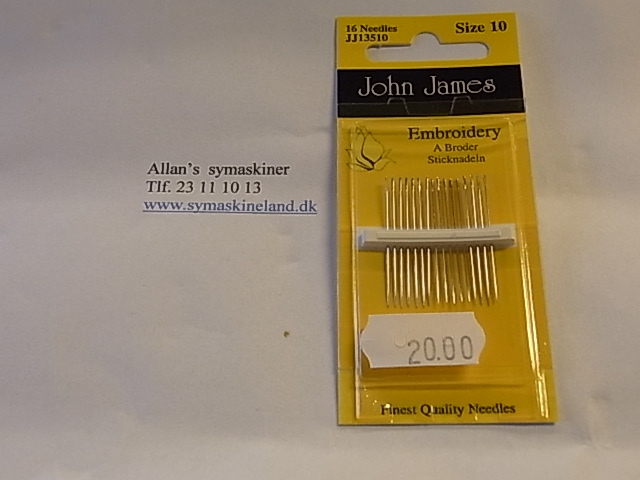 Allan's symaskiner
Tlf. 23 11 10 13
www.symaskineland.dk
16 Needles
JJ13510
Size 10
John James
Embroidery
A Broder
Sticknadeln
20.00
Finest Quality Needles